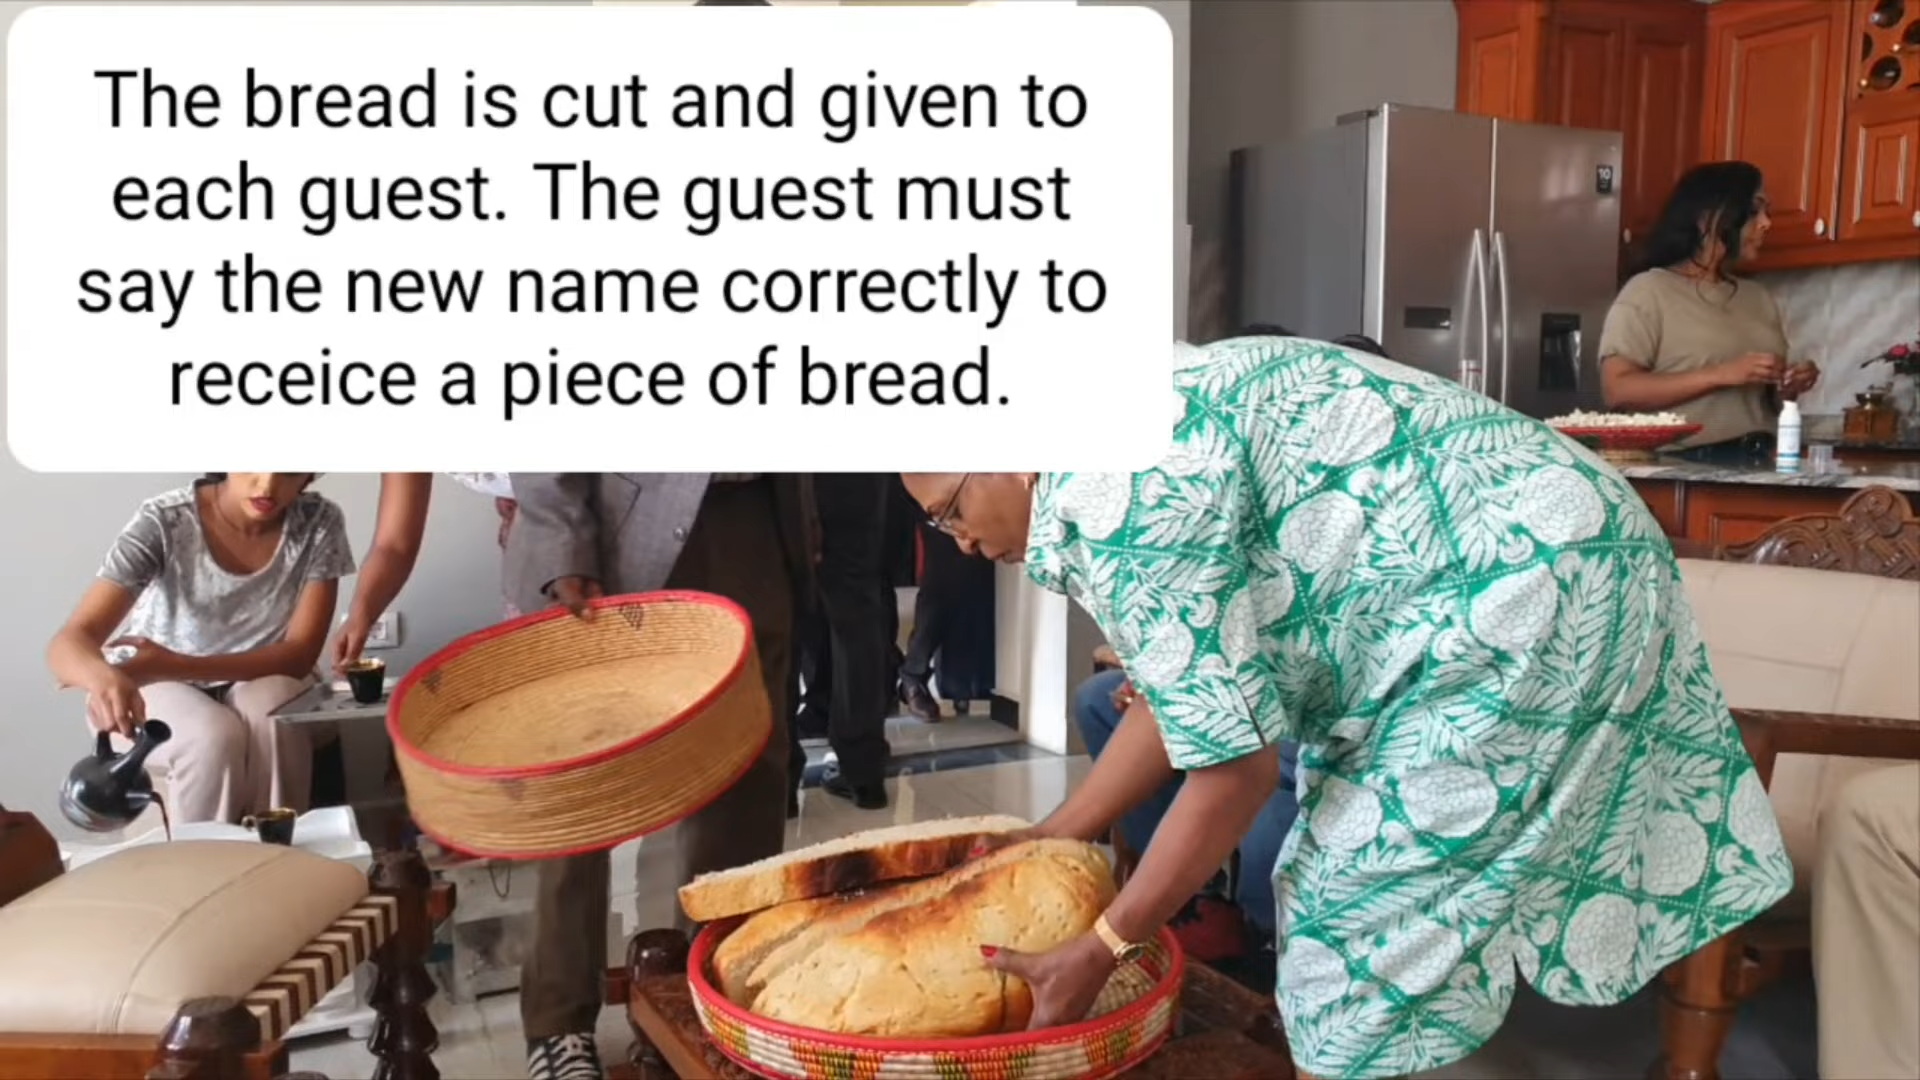 The bread is cut and given to
each guest. The guest must
say the new name correctly to
receice a piece of bread.
10